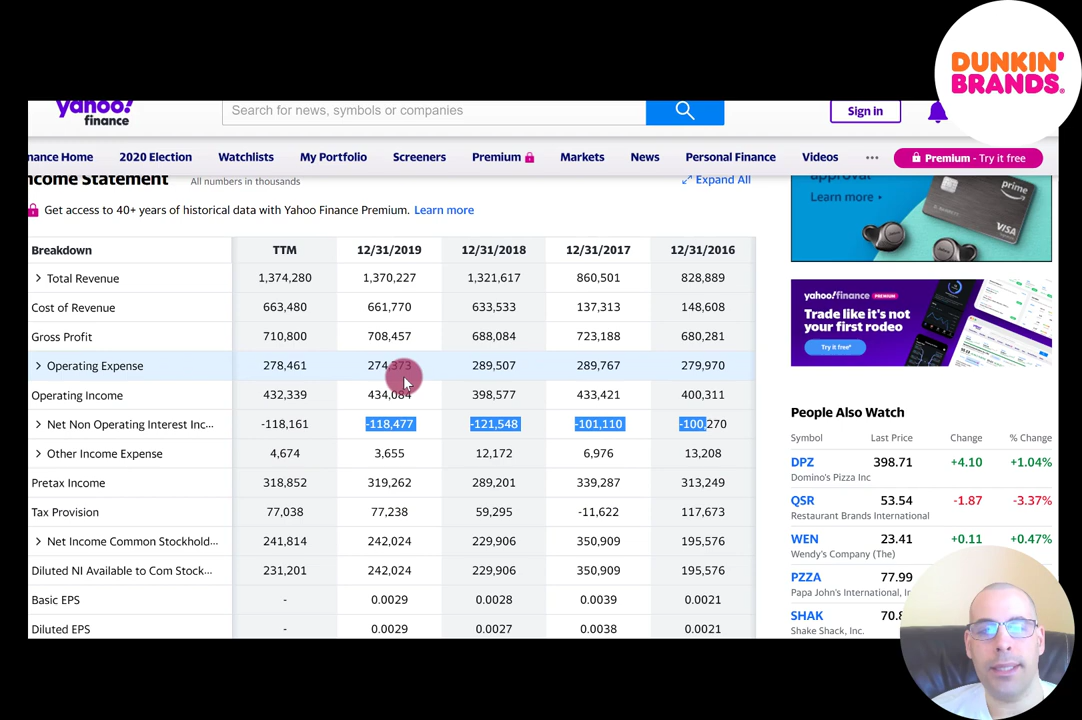 DUNKIN'
BRANDS.
yahoo!
finance
Search for news, symbols or companies
Sign in
nance Home 2020 Election Watchlists My Portfolio Screeners Premium Markets News Personal Finance Videos ••• Premium - Try it free
ncome Statement All numbers in thousands Expand All
Get access to 40+ years of historical data with Yahoo Finance Premium. Learn more
Breakdown TTM 12/31/2019 12/31/2018 12/31/2017 12/31/2016
> Total Revenue 1,374,280 1,370,227 1,321,617 860,501 828,889
Cost of Revenue 663,480 661,770 633,533 137,313 148,608
Gross Profit 710,800 708,457 688,084 723,188 680,281
> Operating Expense 278,461 274,373 289,507 289,767 279,970
Operating Income 432,339 434,084 398,577 433,421 400,311
> Net Non Operating Interest Inc... -118,161 -118,477 -121,548 -101,110 -100,270
> Other Income Expense 4,674 3,655 12,172 6,976 13,208
Pretax Income 318,852 319,262 289,201 339,287 313,249
Tax Provision 77,038 77,238 59,295 -11,622 117,673
> Net Income Common Stockhold... 241,814 242,024 229,906 350,909 195,576
Diluted NI Available to Com Stock... 231,201 242,024 229,906 350,909 195,576
Basic EPS - 0.0029 0.0028 0.0039 0.0021
Diluted EPS - 0.0029 0.0027 0.0038 0.0021
approval
Learn more
prime
VISA
yahoo!finance PREMIUM
Trade like it's not
your first rodeo
Try it free*
People Also Watch
Symbol Last Price Change % Change
DPZ 398.71 +4.10 +1.04%
Domino's Pizza Inc
QSR 53.54 -1.87 -3.37%
Restaurant Brands International
WEN 23.41 +0.11 +0.47%
Wendy's Company (The)
PZZA 77.99
Papa John's International, In
SHAK 70.8
Shake Shack, Inc.